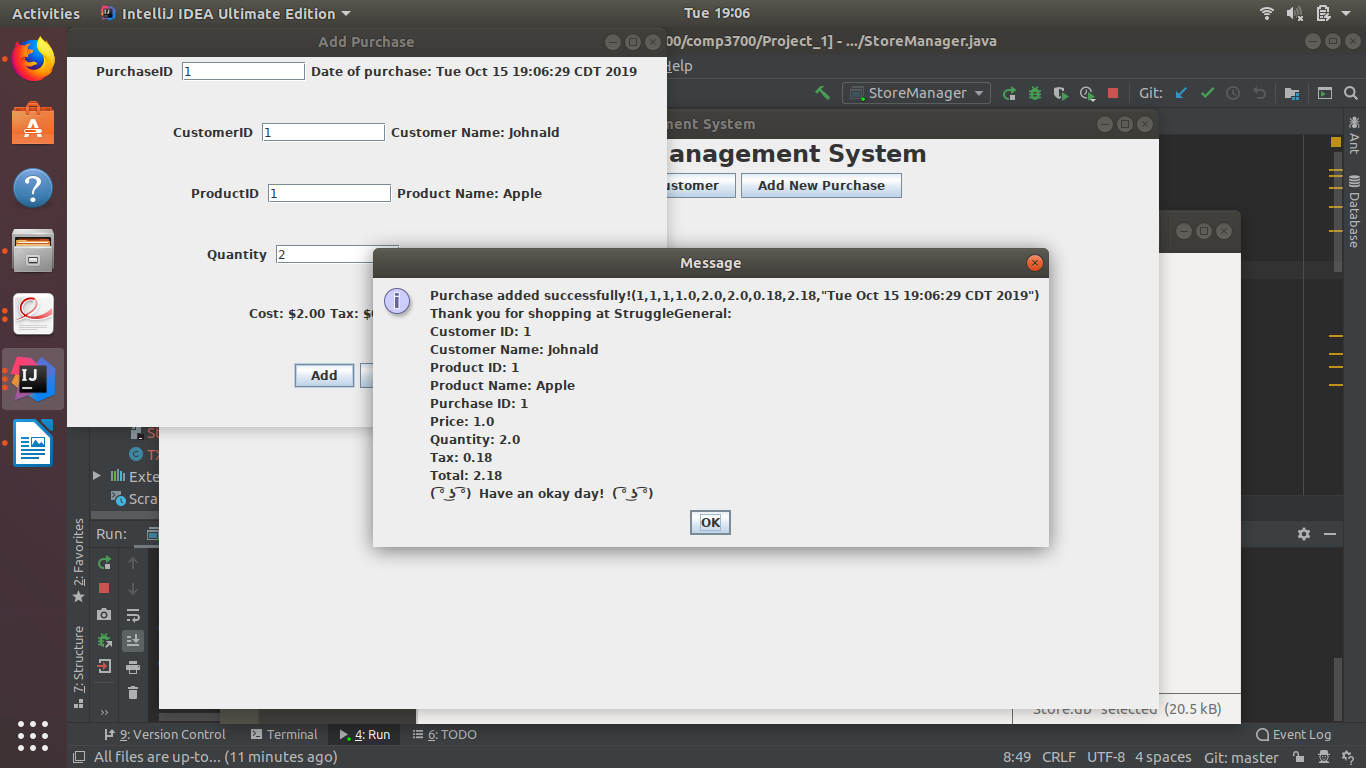 Activities
IntelliJ IDEA Ultimate Edition
Tue 19:06
Add Purchase
00/comp3700/Project_1] - .../StoreManager.java
PurchaseID 1 Date of purchase: Tue Oct 15 19:06:29 CDT 2019
Help
StoreManager
Git:
CustomerID 1 Customer Name: Johnald
ment System
anagement System
Ant
ustomer
Add New Purchase
ProductID 1 Product Name: Apple
Database
Quantity 2
Cost: $2.00 Tax: $
Add
Message
Purchase added successfully!(1,1,1,1.0,2.0,2.0,0.18,2.18,"Tue Oct 15 19:06:29 CDT 2019")
Thank you for shopping at StruggleGeneral:
Customer ID: 1
Customer Name: Johnald
Product ID: 1
Product Name: Apple
Purchase ID: 1
Price: 1.0
Quantity: 2.0
Tax: 0.18
Total: 2.18
( ͡° ͜ʖ ͡°) Have an okay day! ( ͡° ͜ʖ ͡°)
OK
St
TX
Exte
Scra
Run:
2: Favorites
7: Structure
Store.db" selected (20.5 kB)
9: Version Control
Terminal
4: Run
6: TODO
Event Log
All files are up-to... (11 minutes ago)
8:49 CRLF UTF-8 4 spaces Git: master